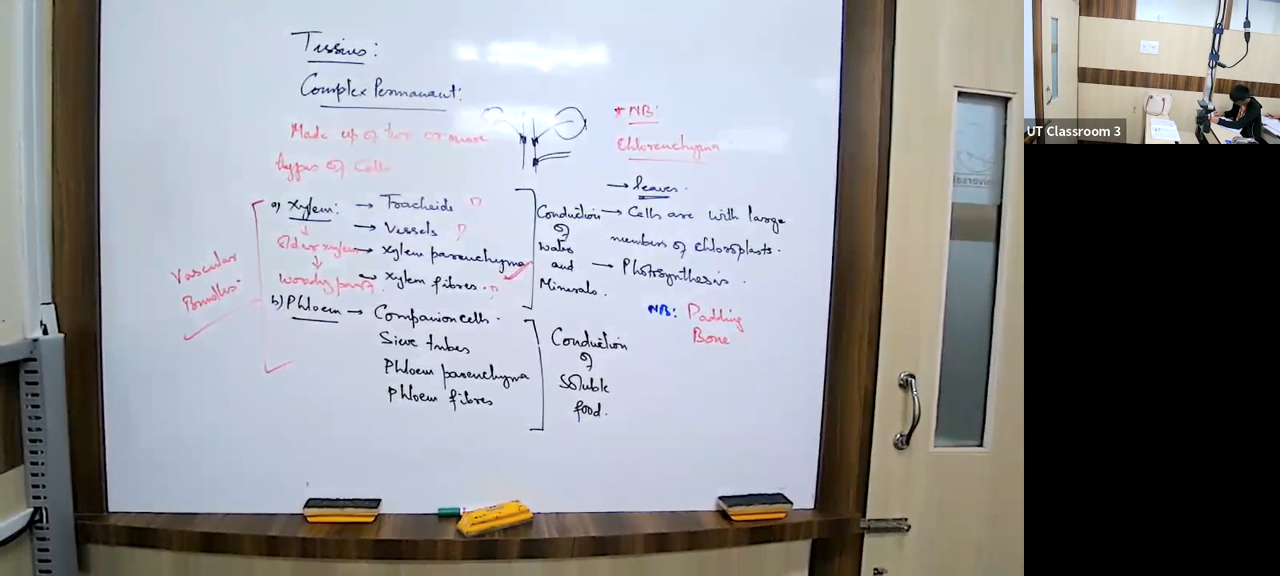 Tissues:
Complex Permanant:
Made up of two or more
types of Cells
a) Xylem: → Tracheids
→ Vessels
Older xylem → xylem parenchyma
woody part. xylem fibres.
Vascular
Bundles.
b) Phloem → Companion cells.
Sieve tubes
Phloem parenchyma
Phloem fibres
Conduction
of
water
and
Minerals.
Conduction
of
Soluble
food.
* NB:
Chlorenchyma
→ leaves.
→ Cells are with large
numbers of chloroplasts.
→ Photosynthesis.
NB: Padding
Bone
UT Classroom 3